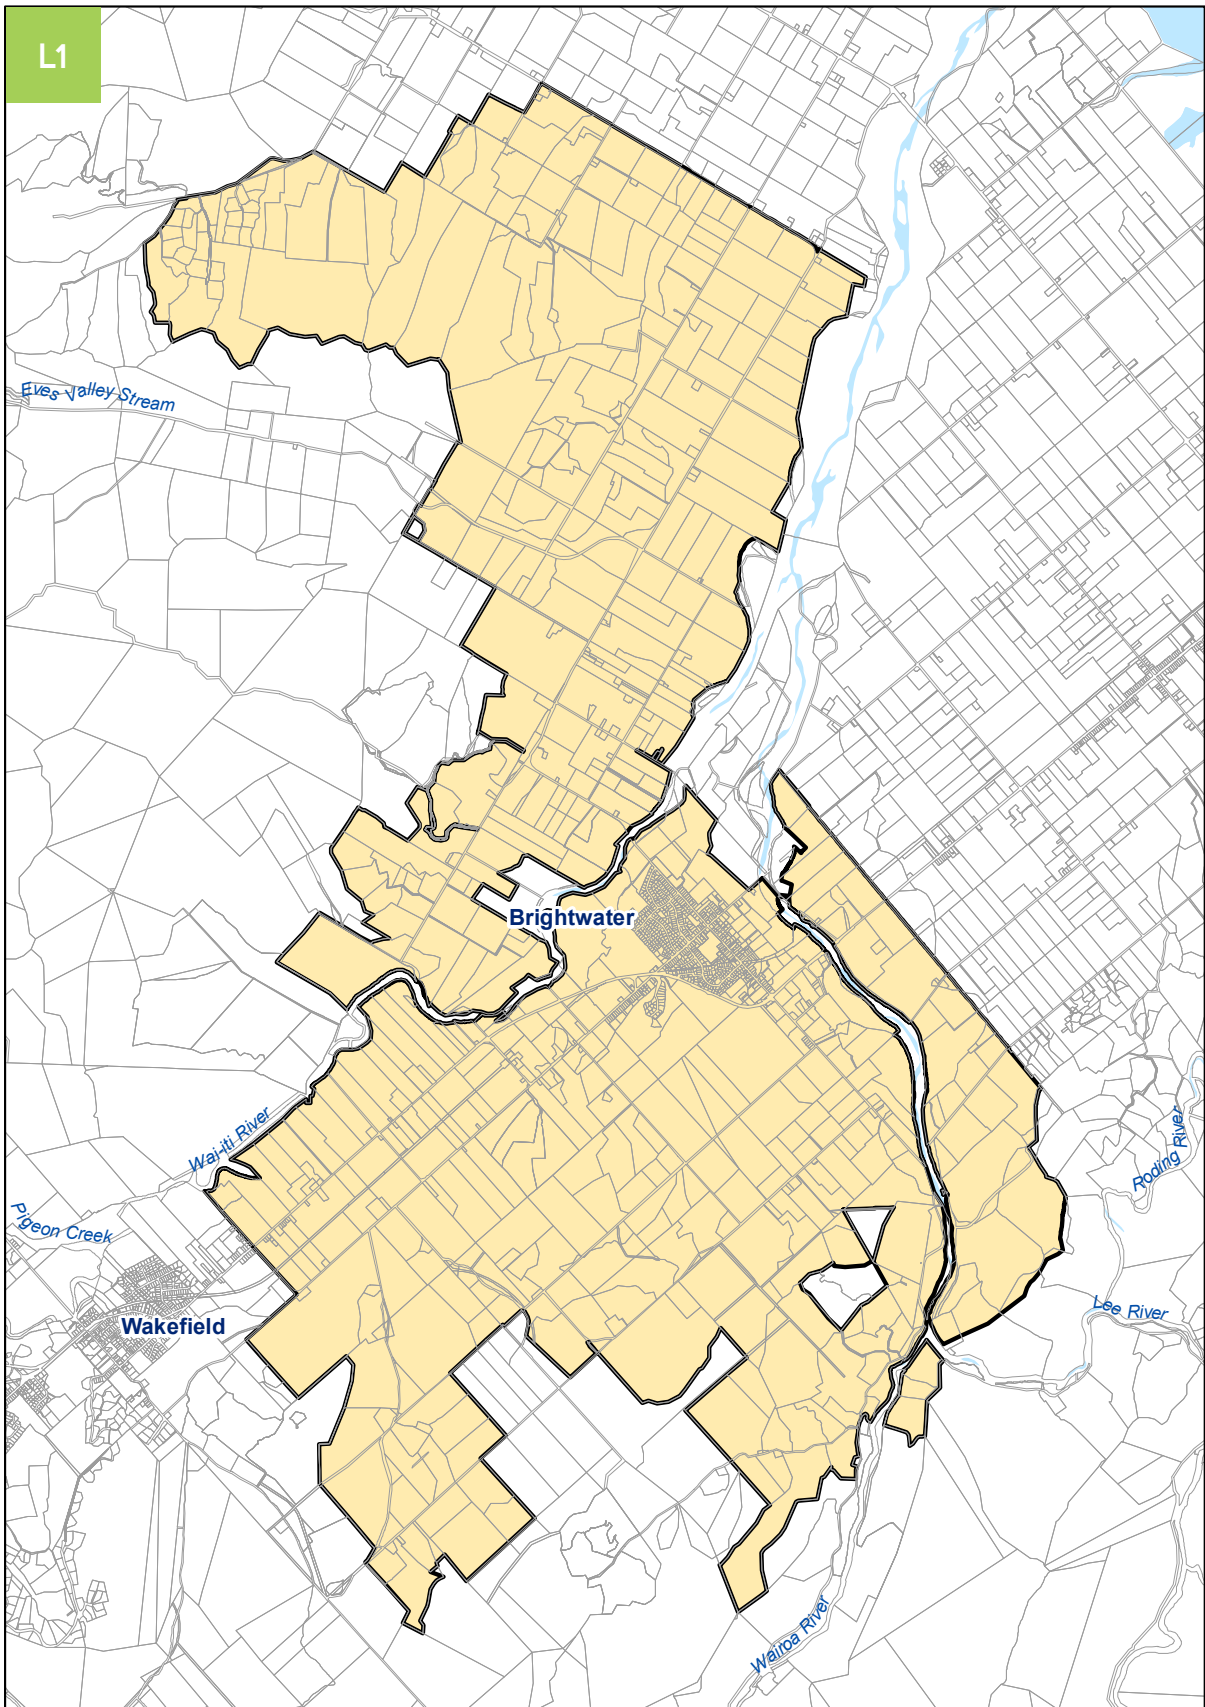 L1
Eves Valley Stream
Brightwater
Wai-iti River
Roding River
Pigeon Creek
Lee River
Wakefield
Wairoa River